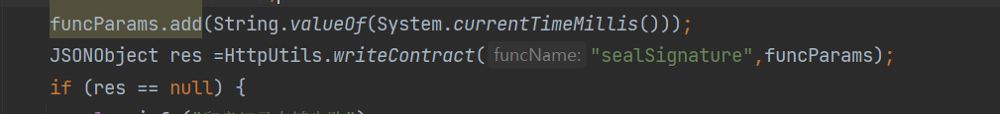 funcParams.add(String.valueOf(System.currentTimeMillis()));
JSONObject res =HttpUtils.writeContract( funcName: "sealSignature",funcParams);
if (res == null) {